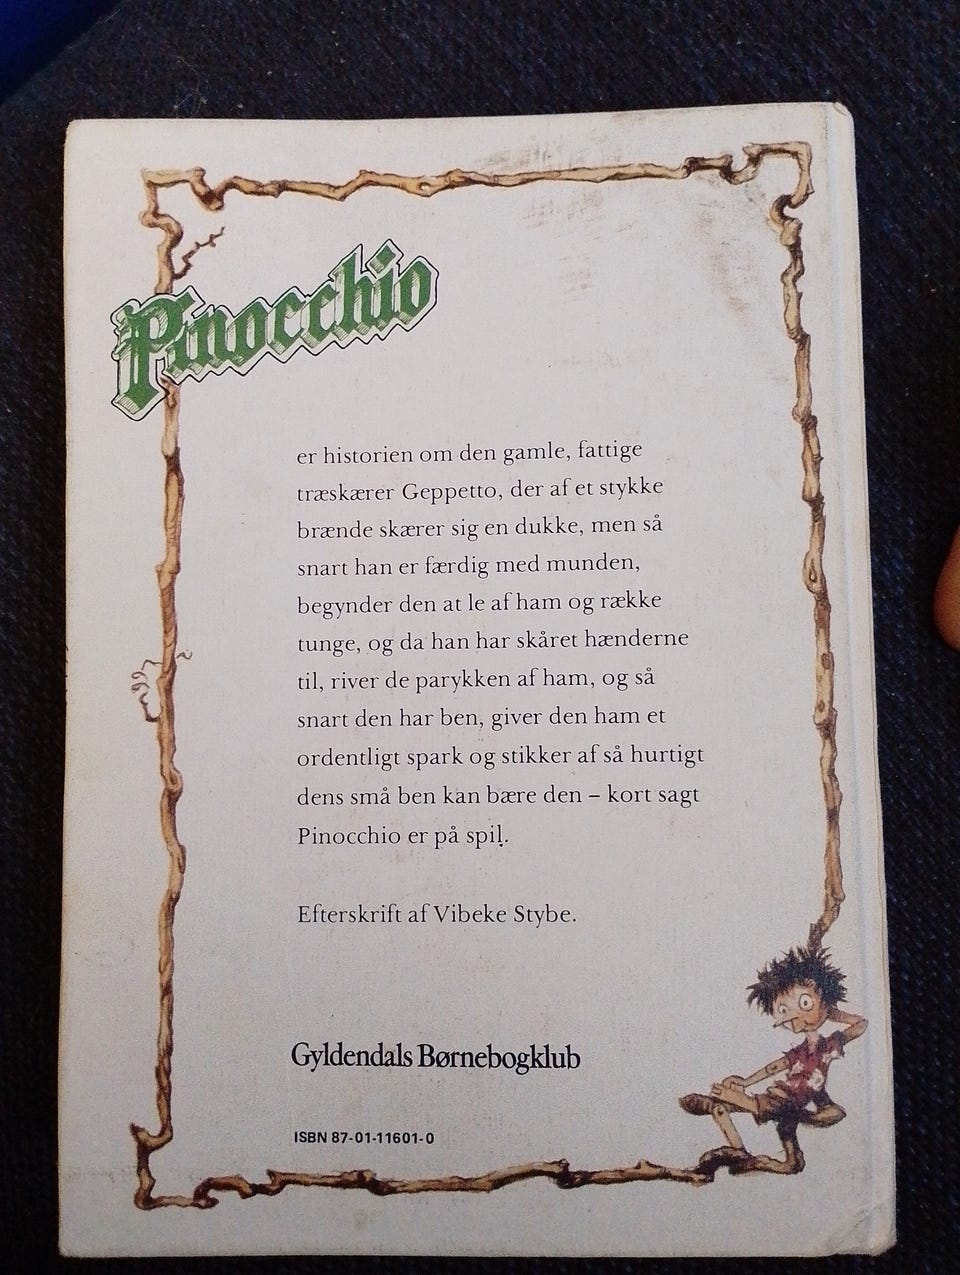 Pinocchio
er historien om den gamle, fattige
træskærer Geppetto, der af et stykke
brænde skærer sig en dukke, men så
snart han er færdig med munden,
begynder den at le af ham og række
tunge, og da han har skåret hænderne
til, river de parykken af ham, og så
snart den har ben, giver den ham et
ordentligt spark og stikker af så hurtigt
dens små ben kan bære den – kort sagt
Pinocchio er på spil.
Efterskrift af Vibeke Stybe.
Gyldendals Børnebogklub
ISBN 87-01-11601-0